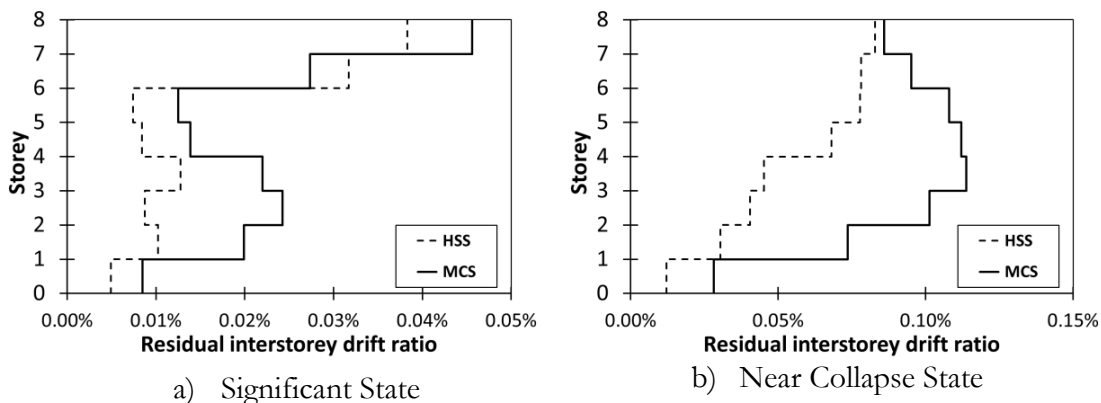 8
7
6
5
4
3
2
1
0
Storey
HSS
MCS
0.00% 0.01% 0.02% 0.03% 0.04% 0.05%
Residual interstorey drift ratio
a) Significant State
8
7
6
5
4
3
2
1
0
Storey
HSS
MCS
0.00% 0.05% 0.10% 0.15%
Residual interstorey drift ratio
b) Near Collapse State